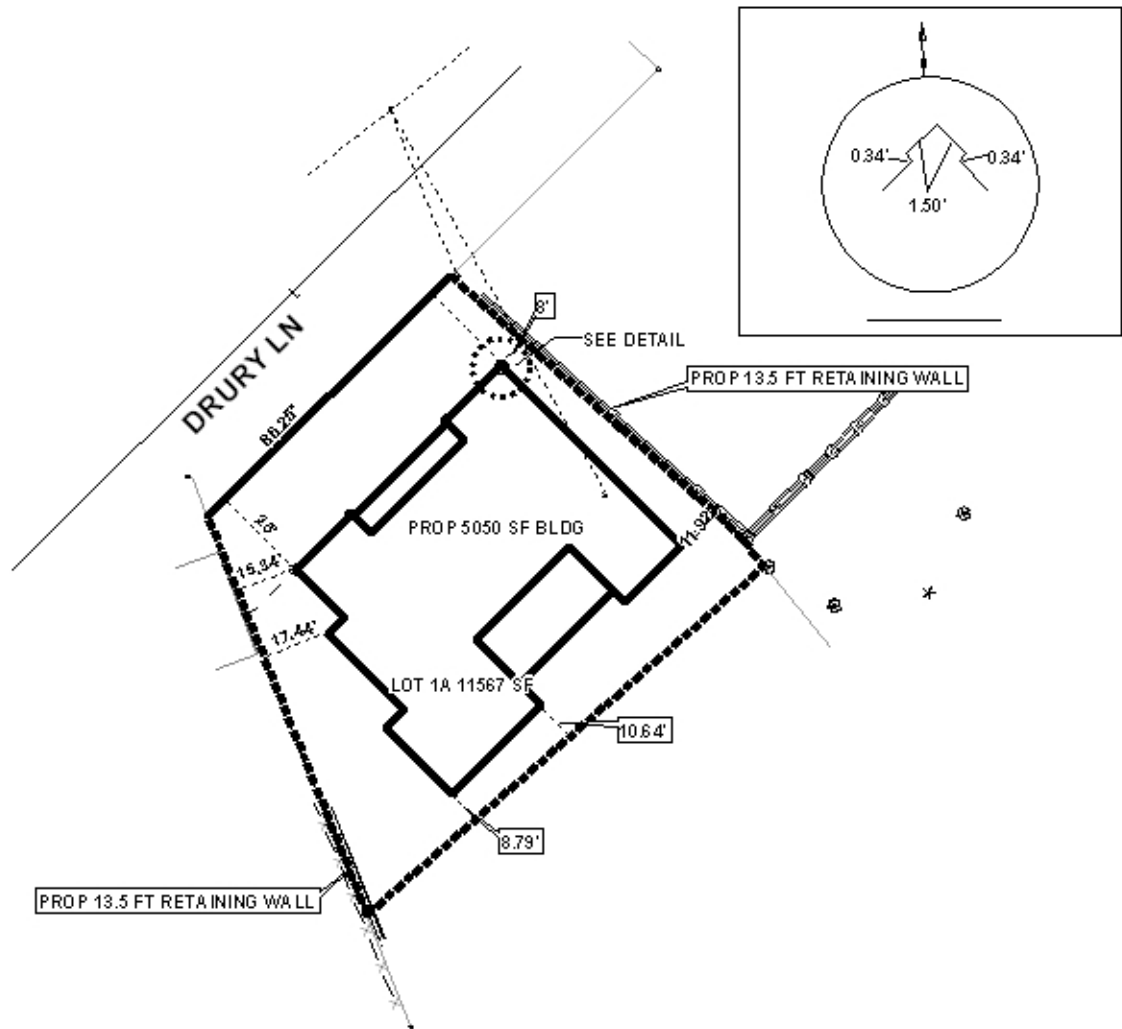 0.34'
0.34'
1.50'
8'
SEE DETAIL
DRURY LN
PROP 13.5 FT RETAINING WALL
86.25'
25'
PROP 5050 SF BLDG
11.92'
15.34'
17.44'
LOT 1A 11567 SF
10.64'
8.79'
PROP 13.5 FT RETAINING WALL